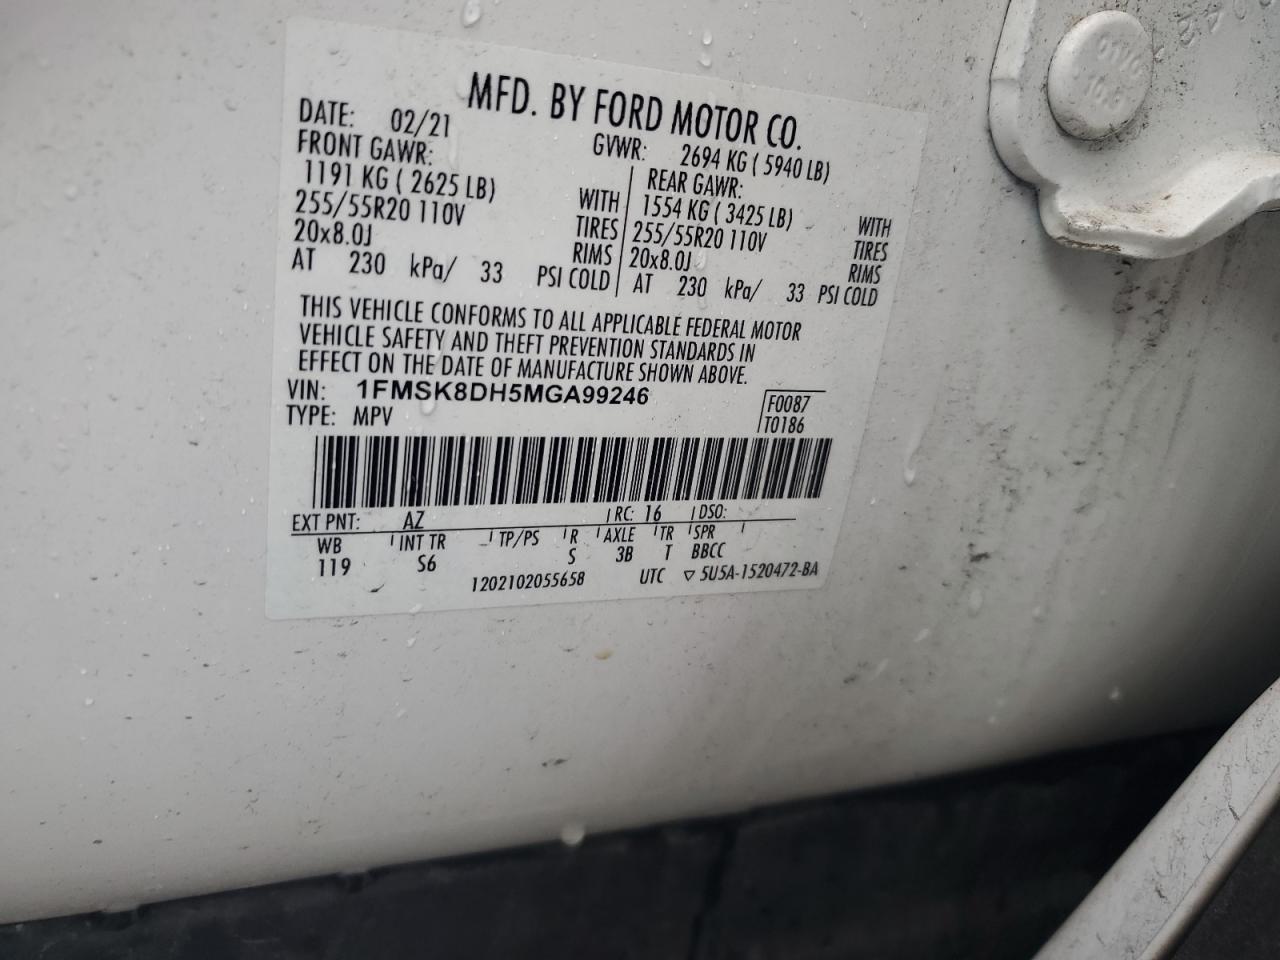 MFD. BY FORD MOTOR CO.
DATE: 02/21
GVWR: 2694 KG ( 5940 LB)
FRONT GAWR:
1191 KG ( 2625 LB) WITH
255/55R20 110V TIRES
20x8.0J RIMS
AT 230 kPa/ 33 PSI COLD
REAR GAWR:
1554 KG ( 3425 LB) WITH
255/55R20 110V TIRES
20x8.0J RIMS
AT 230 kPa/ 33 PSI COLD
THIS VEHICLE CONFORMS TO ALL APPLICABLE FEDERAL MOTOR
VEHICLE SAFETY AND THEFT PREVENTION STANDARDS IN
EFFECT ON THE DATE OF MANUFACTURE SHOWN ABOVE.
VIN: 1FMSK8DH5MGA99246
TYPE: MPV
F0087
T0186
EXT PNT: AZ RC: 16 DSO:
WB INT TR TP/PS R AXLE TR SPR
119 S6 S 3B T BBCC
1202102055658 UTC ▽ 5U5A-1520472-BA